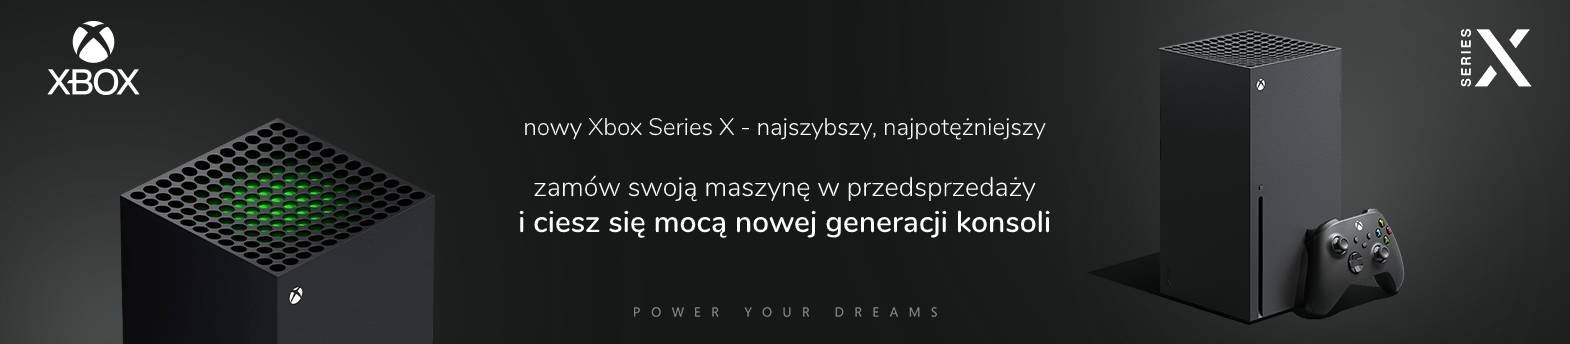 XBOX
SERIES X
nowy Xbox Series X - najszybszy, najpotężniejszy
zamów swoją maszynę w przedsprzedaży
i ciesz się mocą nowej generacji konsoli
POWER YOUR DREAMS